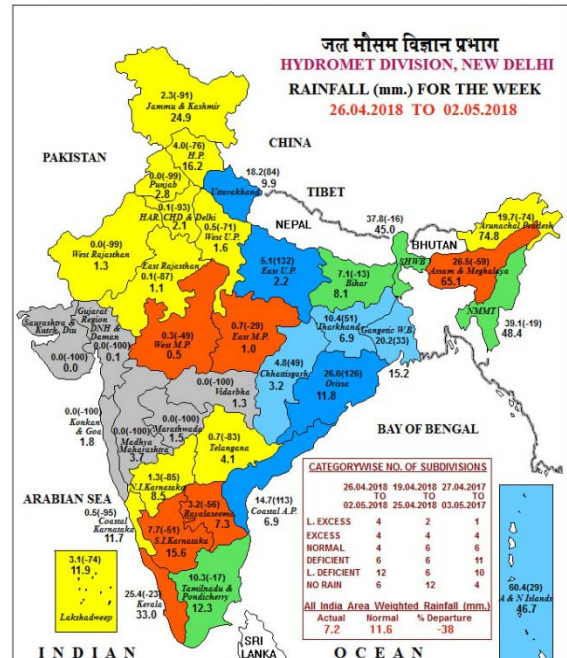 जल मौसम विज्ञान प्रभाग
HYDROMET DIVISION, NEW DELHI
RAINFALL (mm.) FOR THE WEEK
26.04.2018 TO 02.05.2018
2.3(-91)
Jammu & Kashmir
24.9
CHINA
PAKISTAN
4.0(-76)
H.P.
16.2
0.0(-99)
Punjab
2.8
18.2(84)
Uttarakhand
9.9
TIBET
0.1(-93)
HAR. CHD & Delhi
2.1
NEPAL
0.5(-71)
West U.P.
1.6
37.8(-16)
45.0
SHWB
BHUTAN
19.7(-74)
Arunachal Pradesh
74.8
0.0(-99)
West Rajasthan
1.3
East Rajasthan
0.1(-87)
1.1
5.1(132)
East U.P.
2.2
7.1(-13)
Bihar
8.1
26.5(-59)
Assam & Meghalaya
65.1
NMMT
39.1(-19)
48.4
Saurashtra &
Kutch, Diu
0.0(-100)
0.0
Gujarat
Region
DNH &
Daman
0.0(-100)
0.1
0.3(-49)
West M.P.
0.5
0.7(-29)
East M.P.
1.0
10.4(51)
Jharkhand
6.9
Gangetic W.B.
20.2(33)
15.2
4.8(49)
Chhattisgarh
3.2
26.6(126)
Orissa
11.8
0.0(-100)
Vidarbha
1.3
0.0(-100)
Konkan
& Goa
1.8
0.0(-100)
Madhya
Maharashtra
3.7
0.0(-100)
Marathwada
1.5
0.7(-83)
Telangana
4.1
BAY OF BENGAL
ARABIAN SEA
1.3(-85)
N.I.Karnataka
8.5
0.5(-95)
Coastal
Karnataka
11.7
3.2(-56)
Rayalaseema
7.3
14.7(113)
Coastal A.P.
6.9
7.7(-51)
S.I.Karnataka
15.6
3.1(-74)
11.9
Lakshadweep
25.4(-23)
Kerala
33.0
10.3(-17)
Tamilnadu &
Pondicherry
12.3
CATEGORYWISE NO. OF SUBDIVISIONS
26.04.2018 19.04.2018 27.04.2017
TO TO TO
02.05.2018 25.04.2018 03.05.2017
L. EXCESS 4 2 1
EXCESS 4 4 4
NORMAL 4 6 6
DEFICIENT 6 6 11
L. DEFICIENT 12 6 10
NO RAIN 6 12 4
All India Area Weighted Rainfall (mm.)
Actual Normal % Departure
7.2 11.6 -38
60.4(29)
A & N Islands
46.7
SRI
LANKA
INDIAN OCEAN